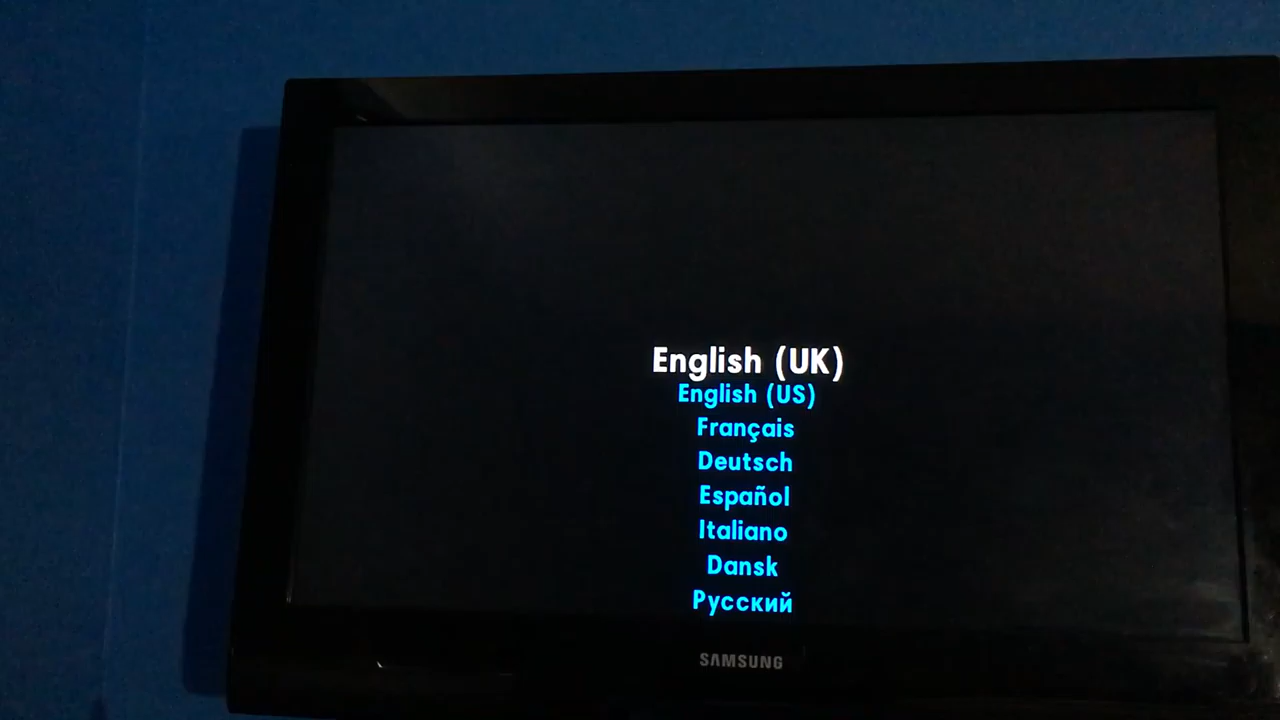 English (UK)
English (US)
Français
Deutsch
Español
Italiano
Dansk
Русский
SAMSUNG